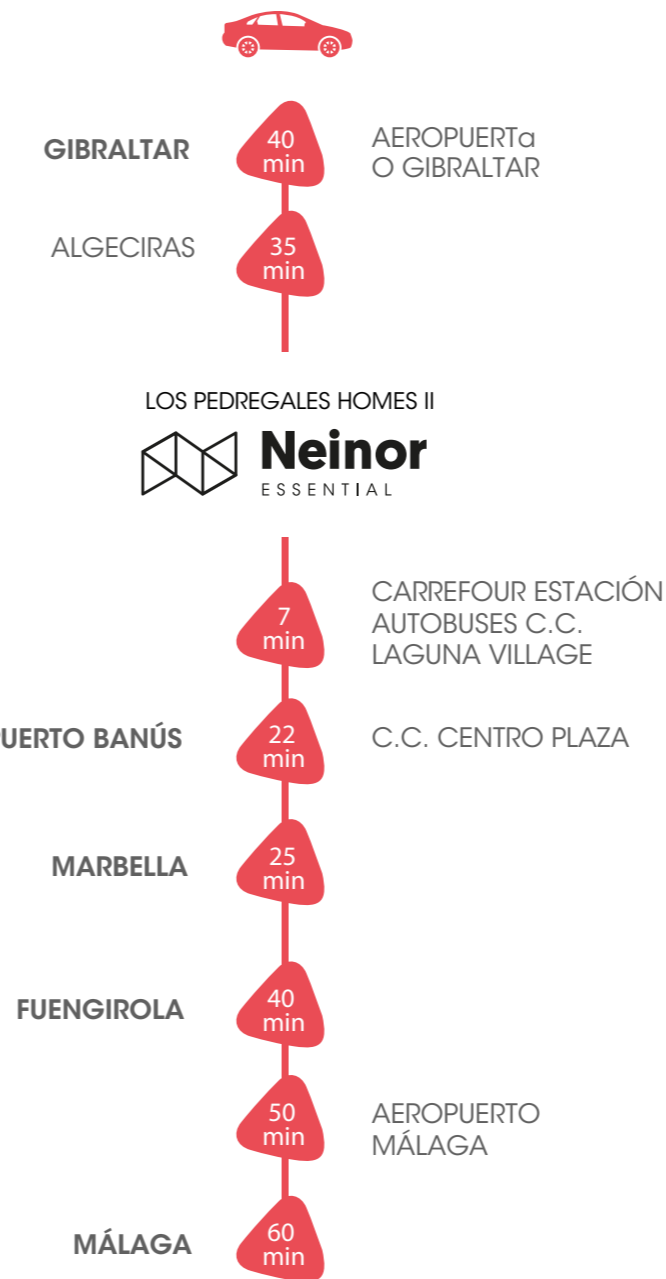 GIBRALTAR
40
min
AEROPUERTa
O GIBRALTAR
ALGECIRAS
35
min
LOS PEDREGALES HOMES II
Neinor
ESSENTIAL
7
min
CARREFOUR ESTACIÓN
AUTOBUSES C.C.
LAGUNA VILLAGE
PUERTO BANÚS
22
min
C.C. CENTRO PLAZA
MARBELLA
25
min
FUENGIROLA
40
min
50
min
AEROPUERTO
MÁLAGA
MÁLAGA
60
min